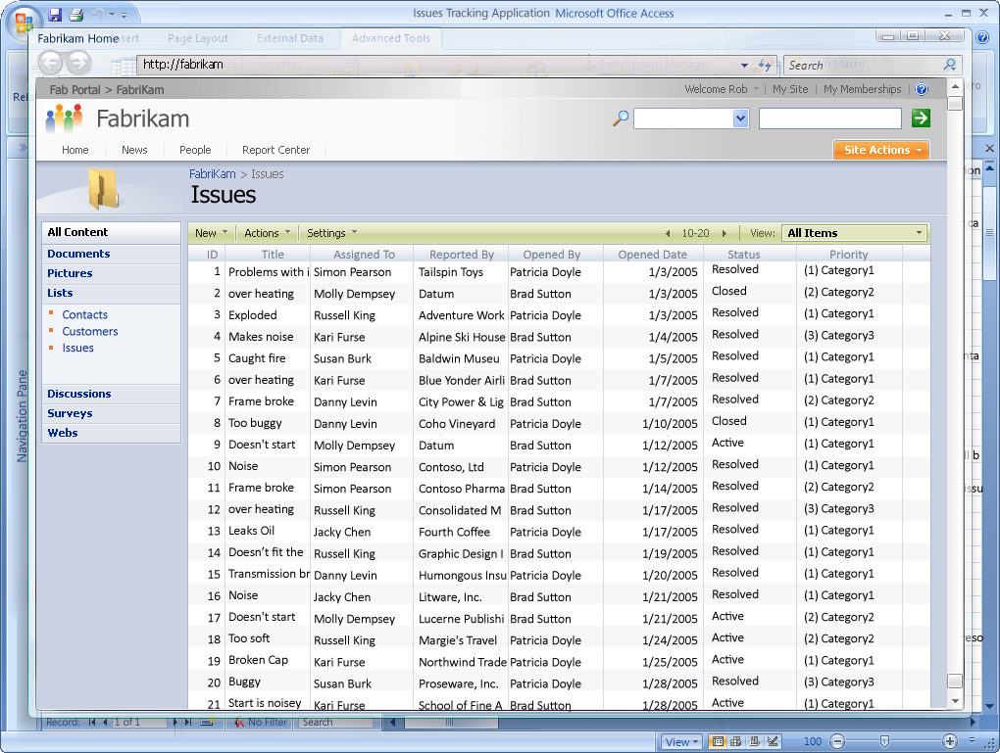 Issues Tracking Application Microsoft Office Access
Fabrikam Home Insert Page Layout External Data Advanced Tools
http://fabrikam Search
Switchboard Manager
Rel
Fab Portal > FabriKam Welcome Rob My Site | My Memberships
Fabrikam
Home News People Report Center Site Actions
FabriKam > Issues
Issues
All Content
Documents
Pictures
Lists
Contacts
Customers
Issues
Discussions
Surveys
Webs
Navigation Pane
New Actions Settings 10-20 View: All Items
ID Title Assigned To Reported By Opened By Opened Date Status Priority
1 Problems with i Simon Pearson Tailspin Toys Patricia Doyle 1/3/2005 Resolved (1) Category1
2 over heating Molly Dempsey Datum Brad Sutton 1/3/2005 Closed (2) Category2
3 Exploded Russell King Adventure Work Patricia Doyle 1/3/2005 Resolved (1) Category1
4 Makes noise Kari Furse Alpine Ski House Brad Sutton 1/4/2005 Resolved (3) Category3
5 Caught fire Susan Burk Baldwin Museu Patricia Doyle 1/5/2005 Resolved (1) Category1
6 over heating Kari Furse Blue Yonder Airli Brad Sutton 1/7/2005 Resolved (1) Category1
7 Frame broke Danny Levin City Power & Lig Brad Sutton 1/7/2005 Resolved (2) Category2
8 Too buggy Danny Levin Coho Vineyard Patricia Doyle 1/10/2005 Closed (1) Category1
9 Doesn't start Molly Dempsey Datum Brad Sutton 1/12/2005 Active (1) Category1
10 Noise Simon Pearson Contoso, Ltd Patricia Doyle 1/12/2005 Resolved (1) Category1
11 Frame broke Simon Pearson Contoso Pharma Brad Sutton 1/14/2005 Resolved (2) Category2
12 over heating Russell King Consolidated M Brad Sutton 1/17/2005 Resolved (3) Category3
13 Leaks Oil Jacky Chen Fourth Coffee Patricia Doyle 1/17/2005 Resolved (1) Category1
14 Doesn't fit the Russell King Graphic Design I Brad Sutton 1/19/2005 Resolved (1) Category1
15 Transmission br Danny Levin Humongous Insu Patricia Doyle 1/20/2005 Resolved (1) Category1
16 Noise Jacky Chen Litware, Inc. Brad Sutton 1/21/2005 Resolved (1) Category1
17 Doesn't start Molly Dempsey Lucerne Publishi Brad Sutton 1/21/2005 Active (2) Category2
18 Too soft Russell King Margie's Travel Patricia Doyle 1/24/2005 Active (2) Category2
19 Broken Cap Kari Furse Northwind Trade Patricia Doyle 1/25/2005 Active (1) Category1
20 Buggy Susan Burk Proseware, Inc. Patricia Doyle 1/28/2005 Resolved (3) Category3
21 Start is noisey Kari Furse School of Fine A Brad Sutton 1/28/2005 Active (1) Category1
Record: 1 of 1 No Filter Search
View 100